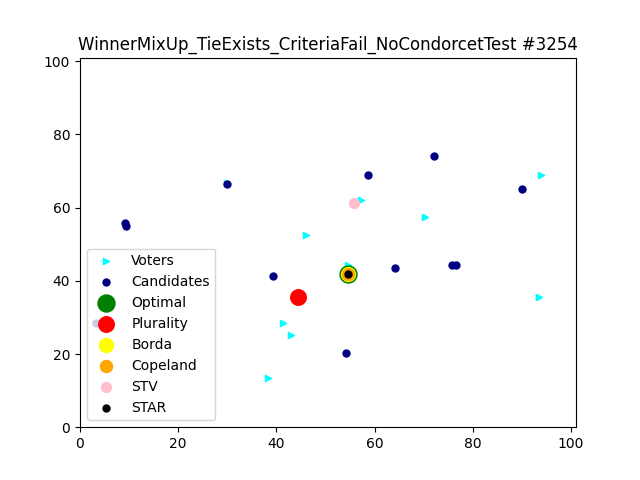 WinnerMixUp_TieExists_CriteriaFail_NoCondorcetTest #3254
100
80
60
40
20
0
Voters
Candidates
Optimal
Plurality
Borda
Copeland
STV
STAR
0 20 40 60 80 100